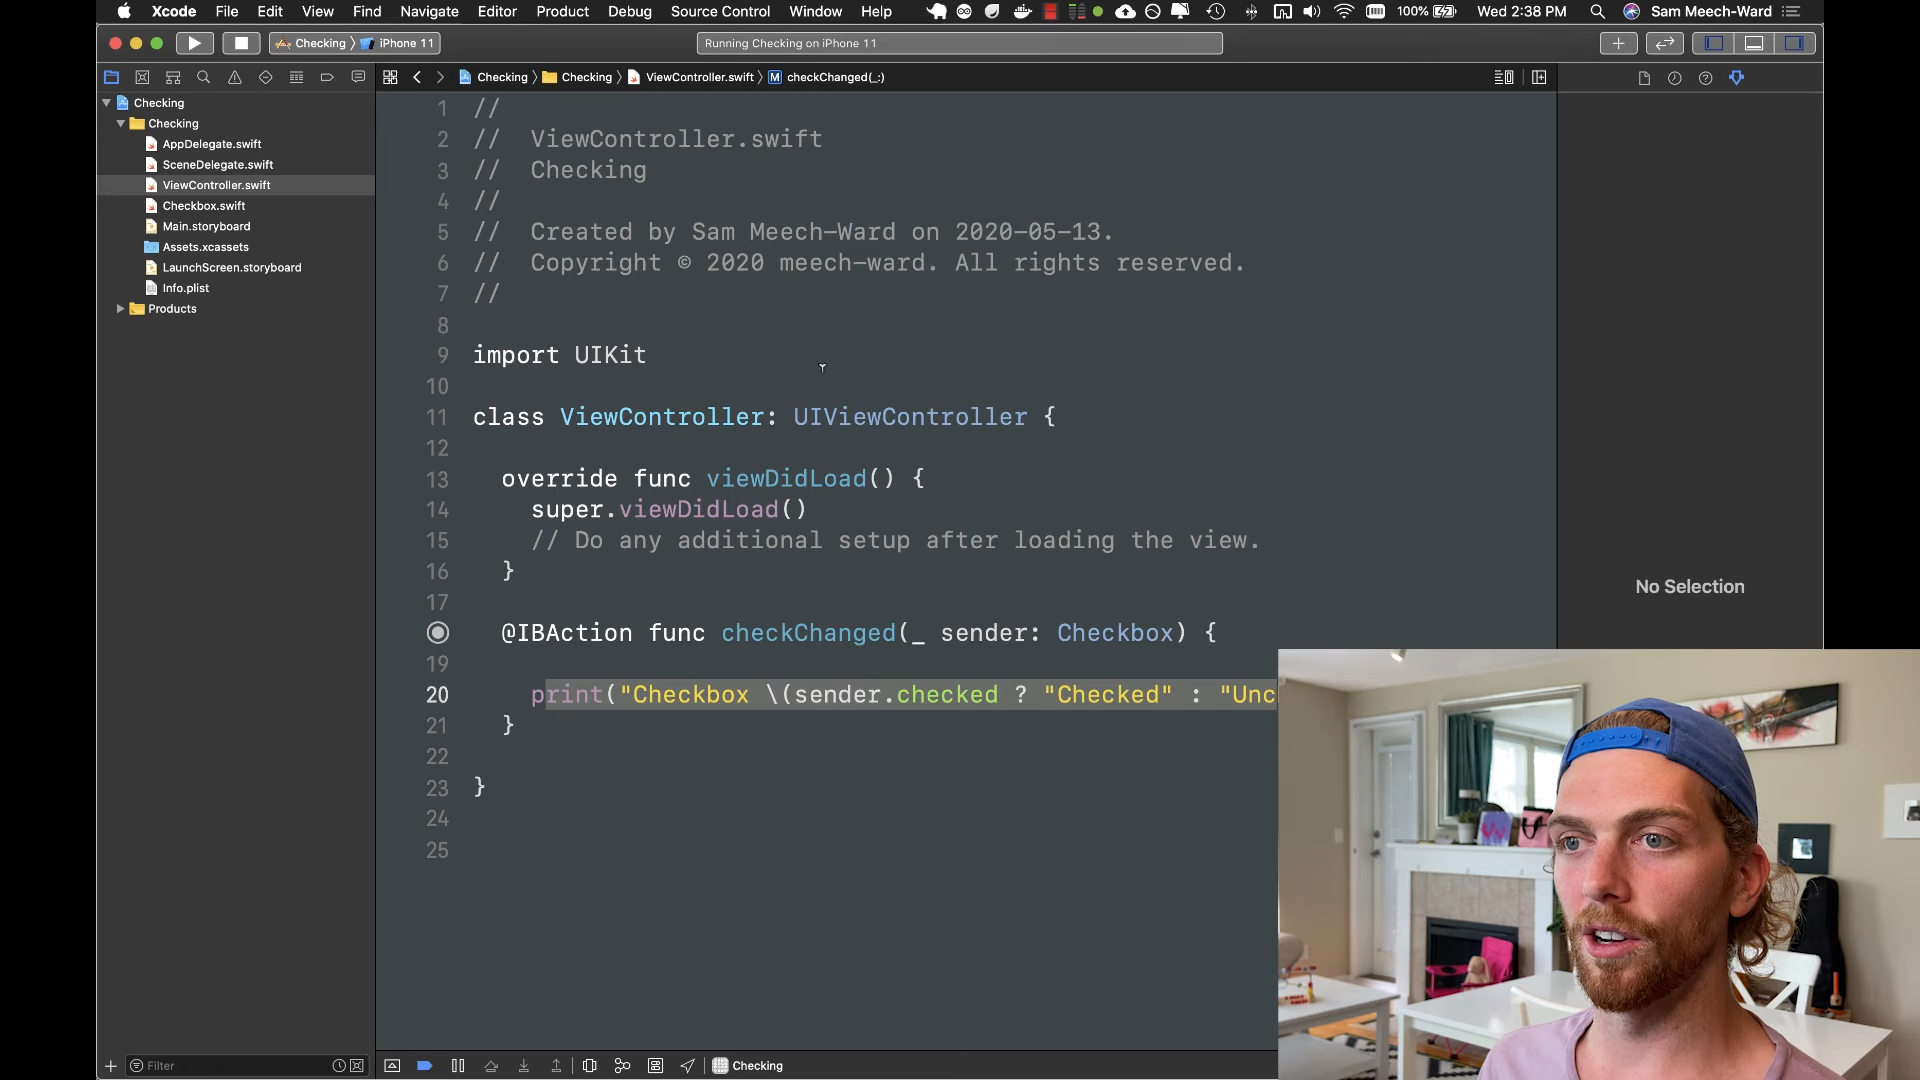 Xcode File Edit View Find Navigate Editor Product Debug Source Control Window Help 100% Wed 2:38 PM Sam Meech-Ward
Checking iPhone 11 Running Checking on iPhone 11
Checking Checking ViewController.swift M checkChanged(_:)
Checking
Checking
AppDelegate.swift
SceneDelegate.swift
ViewController.swift
Checkbox.swift
Main.storyboard
Assets.xcassets
LaunchScreen.storyboard
Info.plist
Products
1 //
2 // ViewController.swift
3 // Checking
4 //
5 // Created by Sam Meech-Ward on 2020-05-13.
6 // Copyright © 2020 meech-ward. All rights reserved.
7 //
8
9 import UIKit
10
11 class ViewController: UIViewController {
12
13 override func viewDidLoad() {
14 super.viewDidLoad()
15 // Do any additional setup after loading the view.
16 }
17
@IBAction func checkChanged(_ sender: Checkbox) {
19
20 print("Checkbox \(sender.checked ? "Checked" : "Unc
21 }
22
23 }
24
25
No Selection
Filter
Checking